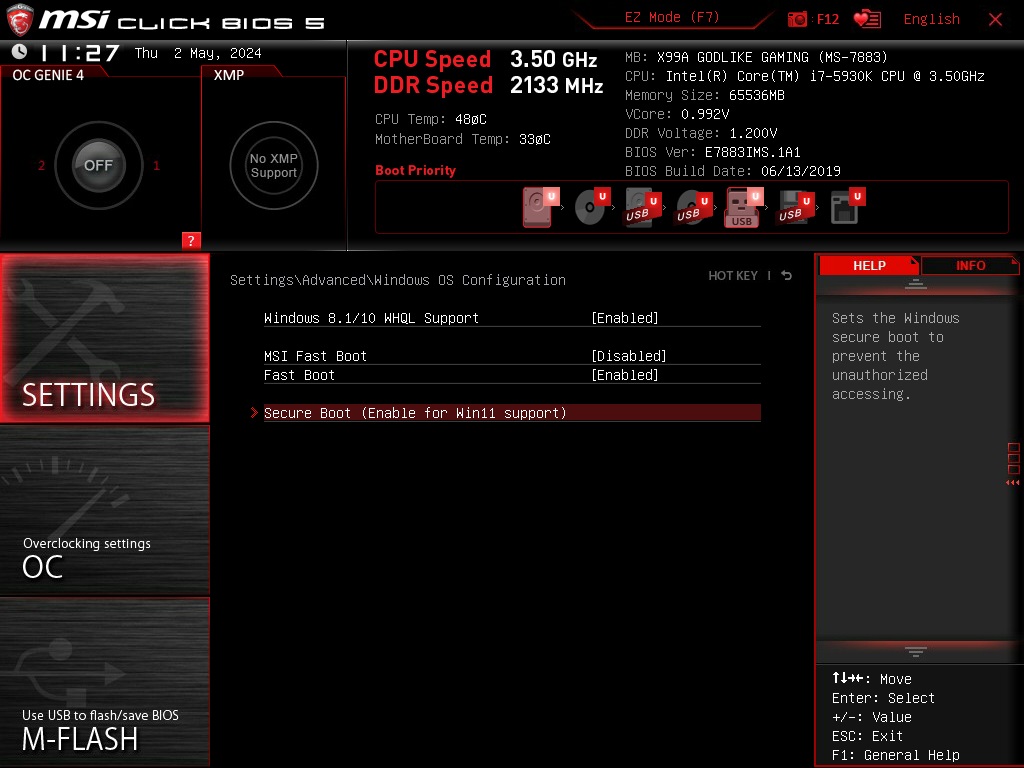 msi CLICK BIOS 5
EZ Mode (F7)
F12
English
11:27 Thu 2 May, 2024
OC GENIE 4
XMP
2
OFF
1
No XMP
Support
?
CPU Speed 3.50 GHz
DDR Speed 2133 MHz
CPU Temp: 48øC
MotherBoard Temp: 33øC
MB: X99A GODLIKE GAMING (MS-7883)
CPU: Intel(R) Core(TM) i7-5930K CPU @ 3.50GHz
Memory Size: 65536MB
VCore: 0.992V
DDR Voltage: 1.200V
BIOS Ver: E7883IMS.1A1
BIOS Build Date: 06/13/2019
Boot Priority
U U U U U U U
USB USB USB USB
SETTINGS
Overclocking settings
OC
Use USB to flash/save BIOS
M-FLASH
Settings\Advanced\Windows OS Configuration
HOT KEY
Windows 8.1/10 WHQL Support [Enabled]
MSI Fast Boot [Disabled]
Fast Boot [Enabled]
Secure Boot (Enable for Win11 support)
HELP
INFO
Sets the Windows
secure boot to
prevent the
unauthorized
accessing.
↑↓→←: Move
Enter: Select
+/-: Value
ESC: Exit
F1: General Help